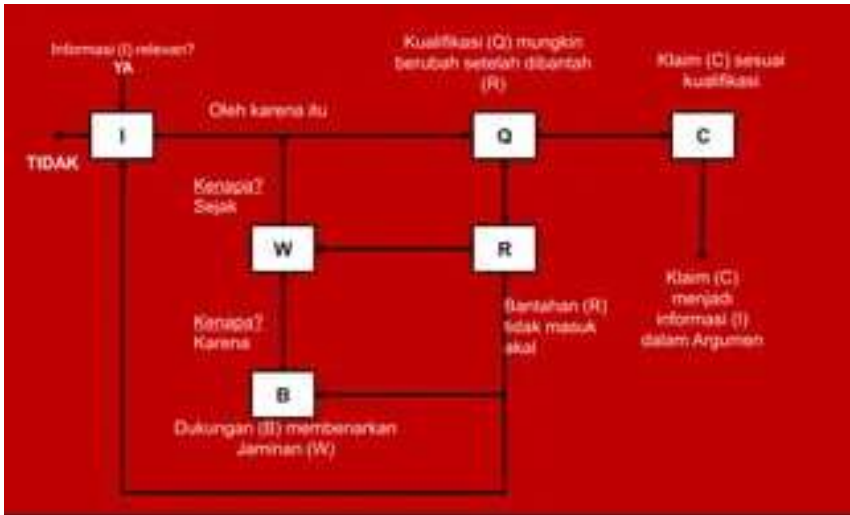 Informasi (I) relevan?
YA
Kualifikasi (Q) mungkin
berubah setelah dibantah
(R)
Klaim (C) sesuai
kualifikasi
Oleh karena itu
I
Q
C
TIDAK
Kenapa?
Sejak
W
R
Klaim (C)
menjadi
informasi (I)
dalam Argumen
Bantahan (R)
tidak masuk
akal
Kenapa?
Karena
B
Dukungan (B) membenarkan
Jaminan (W)